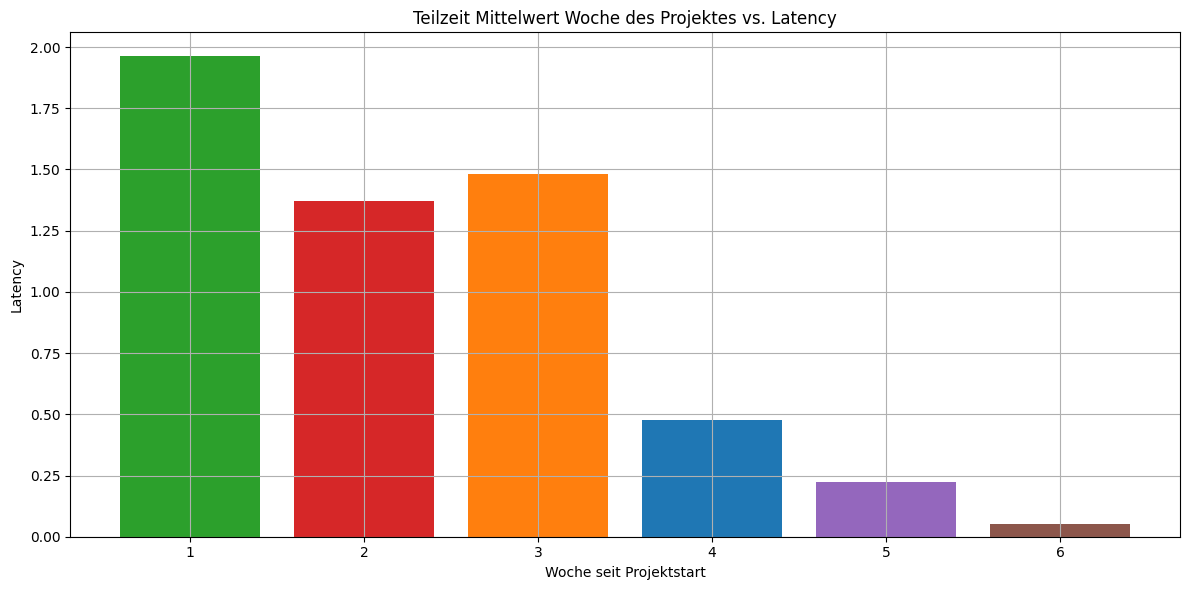 Teilzeit Mittelwert Woche des Projektes vs. Latency
2.00
1.75
1.50
1.25
1.00
0.75
0.50
0.25
0.00
Latency
1 2 3 4 5 6
Woche seit Projektstart